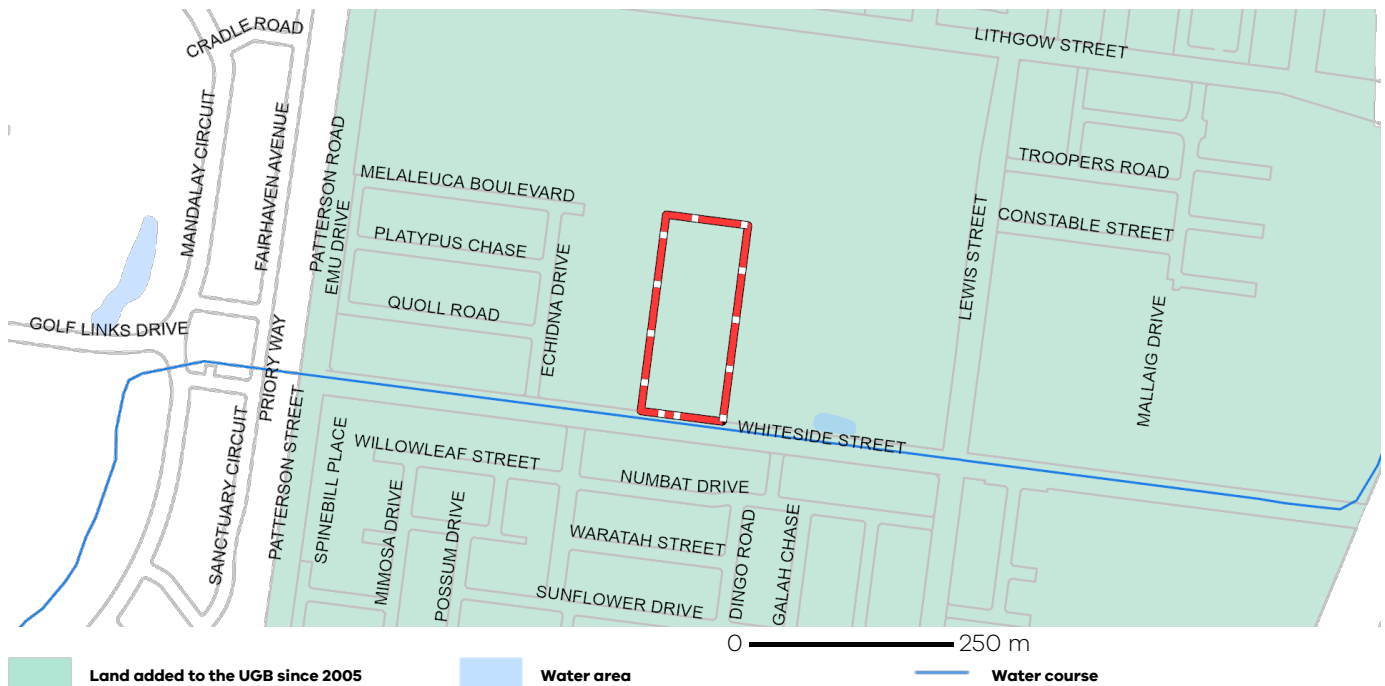 CRADLE ROAD
LITHGOW STREET
MANDALAY CIRCUIT
FAIRHAVEN AVENUE
PATTERSON ROAD
EMU DRIVE
MELALEUCA BOULEVARD
TROOPERS ROAD
PLATYPUS CHASE
CONSTABLE STREET
ECHIDNA DRIVE
LEWIS STREET
QUOLL ROAD
GOLF LINKS DRIVE
PRIORY WAY
MALLAIG DRIVE
PATTERSON STREET
SANCTUARY CIRCUIT
SPINEBILL PLACE
WHITESIDE STREET
WILLOWLEAF STREET
NUMBAT DRIVE
MIMOSA DRIVE
POSSUM DRIVE
WARATAH STREET
DINGO ROAD
GALAH CHASE
SUNFLOWER DRIVE
0 250 m
Land added to the UGB since 2005
Water area
Water course